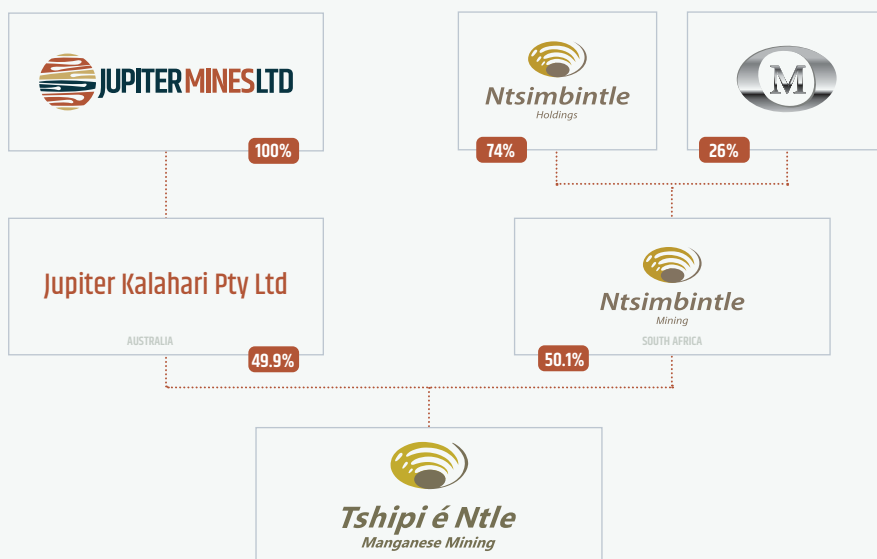 JUPITER MINES LTD
100%
Ntsimbintle
Holdings
74%
M
26%
Jupiter Kalahari Pty Ltd
AUSTRALIA
49.9%
Ntsimbintle
Mining
SOUTH AFRICA
50.1%
Tshipi é Ntle
Manganese Mining